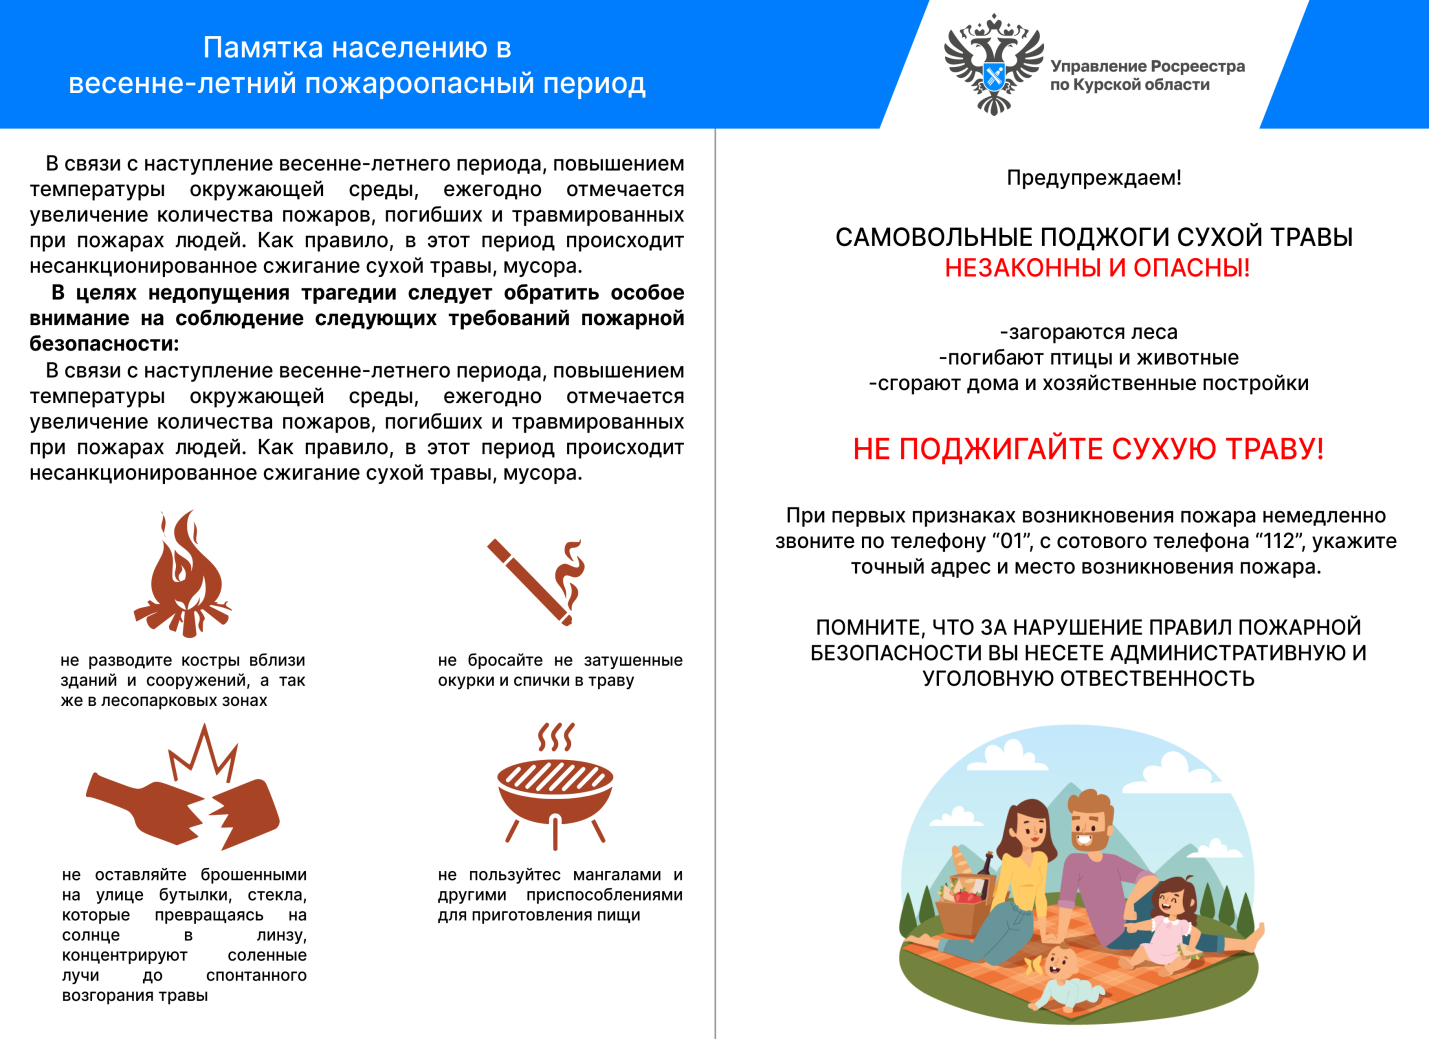 Памятка населению в
весенне-летний пожароопасный период
Управление Росреестра
по Курской области
В связи с наступление весенне-летнего периода, повышением
температуры окружающей среды, ежегодно отмечается
увеличение количества пожаров, погибших и травмированных
при пожарах людей. Как правило, в этот период происходит
несанкционированное сжигание сухой травы, мусора.
В целях недопущения трагедии следует обратить особое
внимание на соблюдение следующих требований пожарной
безопасности:
В связи с наступление весенне-летнего периода, повышением
температуры окружающей среды, ежегодно отмечается
увеличение количества пожаров, погибших и травмированных
при пожарах людей. Как правило, в этот период происходит
несанкционированное сжигание сухой травы, мусора.
не разводите костры вблизи
зданий и сооружений, а так
же в лесопарковых зонах
не бросайте не затушенные
окурки и спички в траву
не оставляйте брошенными
на улице бутылки, стекла,
которые превращаясь на
солнце в линзу,
концентрируют соленные
лучи до спонтанного
возгорания травы
не пользуйтес мангалами и
другими приспособлениями
для приготовления пищи
Предупреждаем!
САМОВОЛЬНЫЕ ПОДЖОГИ СУХОЙ ТРАВЫ
НЕЗАКОННЫ И ОПАСНЫ!
-загораются леса
-погибают птицы и животные
-сгорают дома и хозяйственные постройки
НЕ ПОДЖИГАЙТЕ СУХУЮ ТРАВУ!
При первых признаках возникновения пожара немедленно
звоните по телефону “01”, с сотового телефона “112”, укажите
точный адрес и место возникновения пожара.
ПОМНИТЕ, ЧТО ЗА НАРУШЕНИЕ ПРАВИЛ ПОЖАРНОЙ
БЕЗОПАСНОСТИ ВЫ НЕСЕТЕ АДМИНИСТРАТИВНУЮ И
УГОЛОВНУЮ ОТВЕСТВЕННОСТЬ